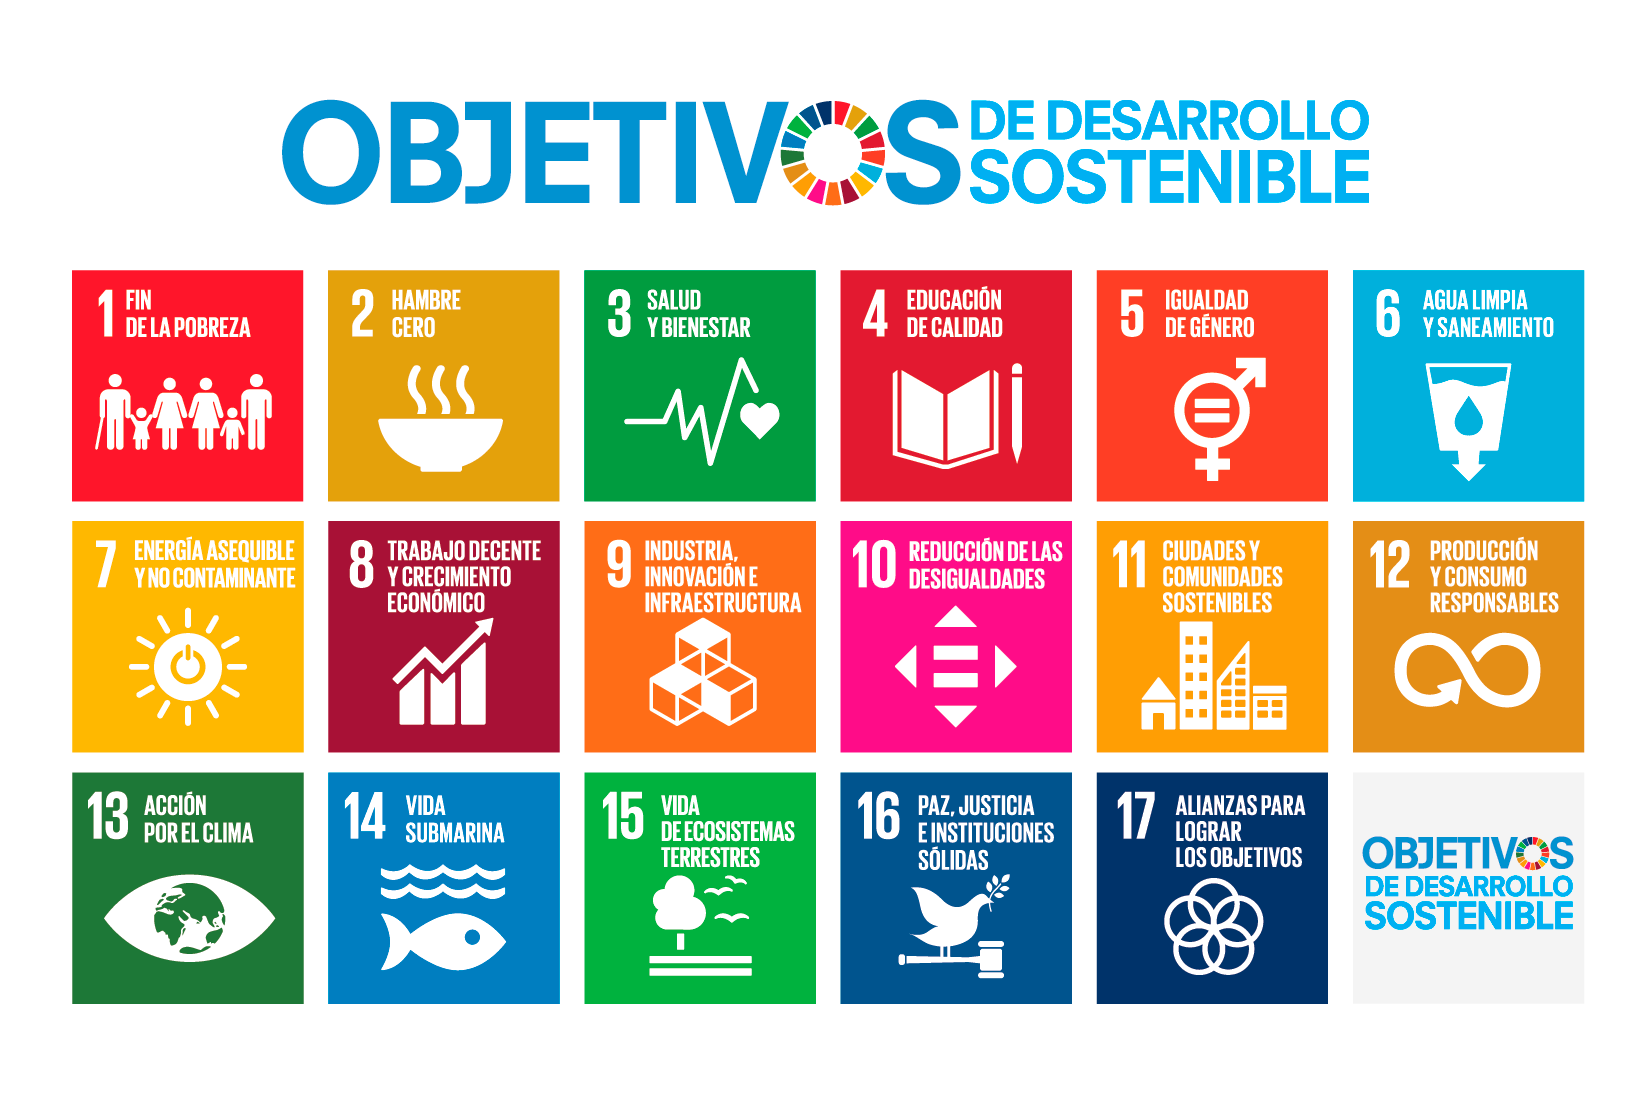 OBJETIVOS
DE DESARROLLO
SOSTENIBLE
1 FIN
DE LA POBREZA
2 HAMBRE
CERO
3 SALUD
Y BIENESTAR
4 EDUCACIÓN
DE CALIDAD
5 IGUALDAD
DE GÉNERO
6 AGUA LIMPIA
Y SANEAMIENTO
7 ENERGÍA ASEQUIBLE
Y NO CONTAMINANTE
8 TRABAJO DECENTE
Y CRECIMIENTO
ECONÓMICO
9 INDUSTRIA,
INNOVACIÓN E
INFRAESTRUCTURA
10 REDUCCIÓN DE LAS
DESIGUALDADES
11 CIUDADES Y
COMUNIDADES
SOSTENIBLES
12 PRODUCCIÓN
Y CONSUMO
RESPONSABLES
13 ACCIÓN
POR EL CLIMA
14 VIDA
SUBMARINA
15 VIDA
DE ECOSISTEMAS
TERRESTRES
16 PAZ, JUSTICIA
E INSTITUCIONES
SÓLIDAS
17 ALIANZAS PARA
LOGRAR
LOS OBJETIVOS
OBJETIVOS
DE DESARROLLO
SOSTENIBLE